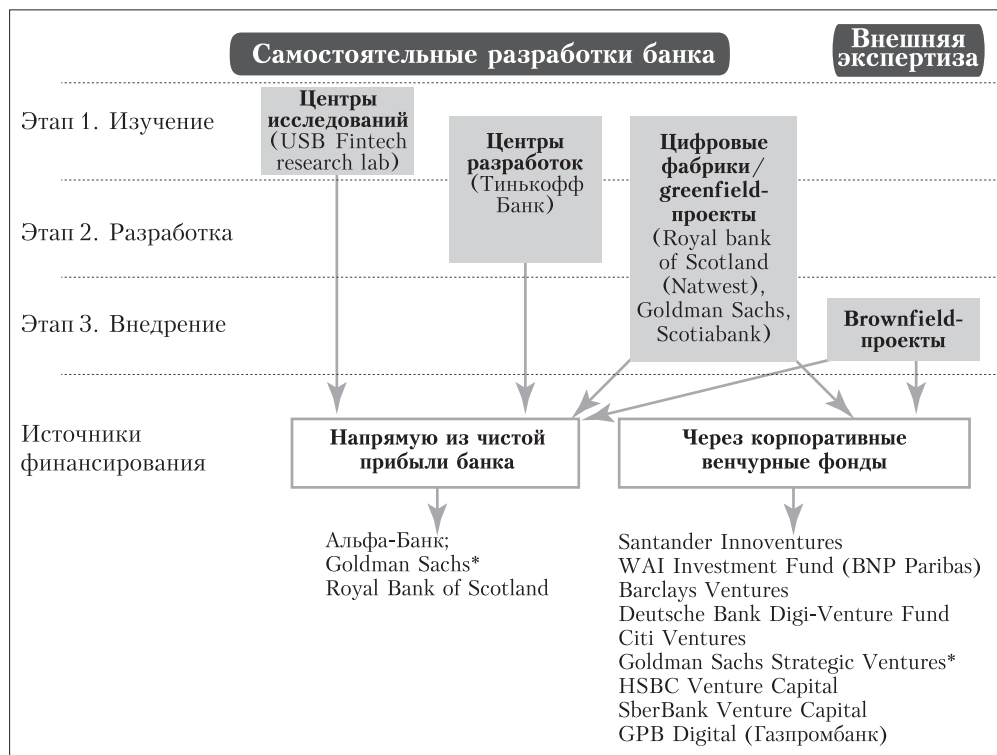 Самостоятельные разработки банка
Внешняя
экспертиза
Этап 1. Изучение
Центры
исследований
(USB Fintech
research lab)
Центры
разработок
(Тинькофф
Банк)
Цифровые
фабрики/
greenfield-
проекты
(Royal bank
of Scotland
(Natwest),
Goldman Sachs,
Scotiabank)
Этап 2. Разработка
Этап 3. Внедрение
Brownfield-
проекты
Источники
финансирования
Напрямую из чистой
прибыли банка
Через корпоративные
венчурные фонды
Альфа-Банк;
Goldman Sachs*
Royal Bank of Scotland
Santander Innoventures
WAI Investment Fund (BNP Paribas)
Barclays Ventures
Deutsche Bank Digi-Venture Fund
Citi Ventures
Goldman Sachs Strategic Ventures*
HSBC Venture Capital
SberBank Venture Capital
GPB Digital (Газпромбанк)